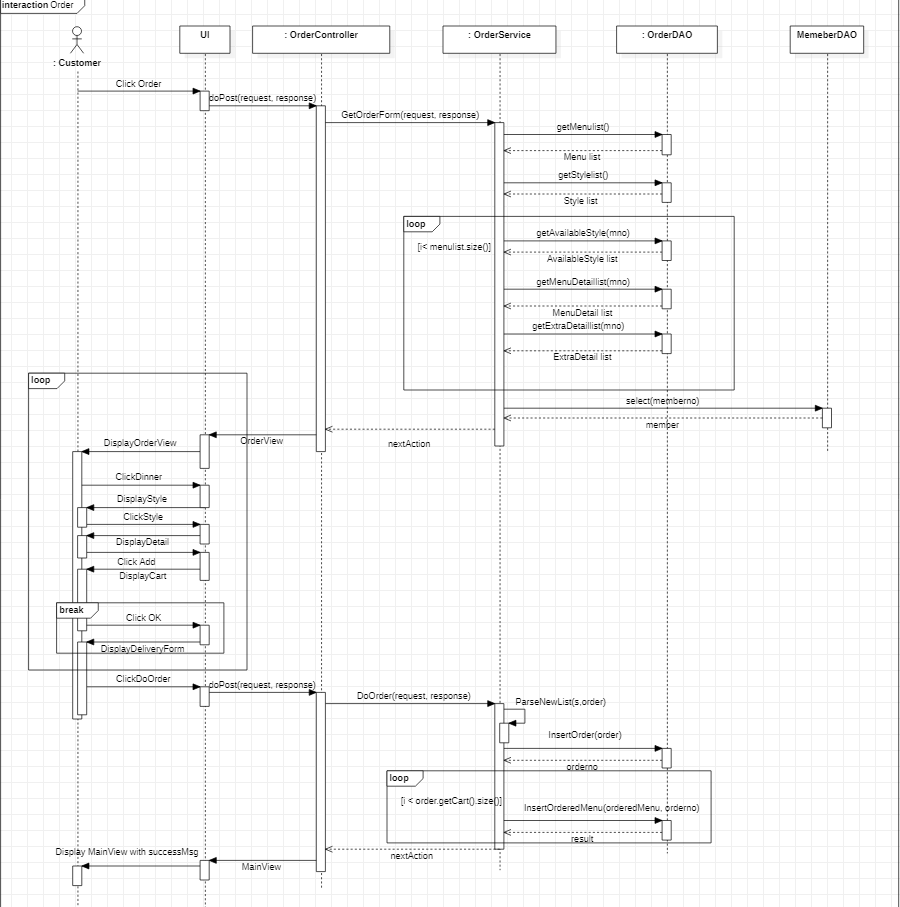 interaction Order
: Customer
UI
: OrderController
: OrderService
: OrderDAO
MemeberDAO
Click Order
doPost(request, response)
GetOrderForm(request, response)
getMenulist()
Menu list
getStylelist()
Style list
loop
[i< menulist.size()]
getAvailableStyle(mno)
AvailableStyle list
getMenuDetaillist(mno)
MenuDetail list
getExtraDetaillist(mno)
ExtraDetail list
loop
select(memberno)
member
nextAction
OrderView
DisplayOrderView
ClickDinner
DisplayStyle
ClickStyle
DisplayDetail
Click Add
DisplayCart
break
Click OK
DisplayDeliveryForm
ClickDoOrder
doPost(request, response)
DoOrder(request, response)
ParseNewList(s,order)
InsertOrder(order)
orderno
loop
[i < order.getCart().size()]
InsertOrderedMenu(orderedMenu, orderno)
result
nextAction
MainView
Display MainView with successMsg